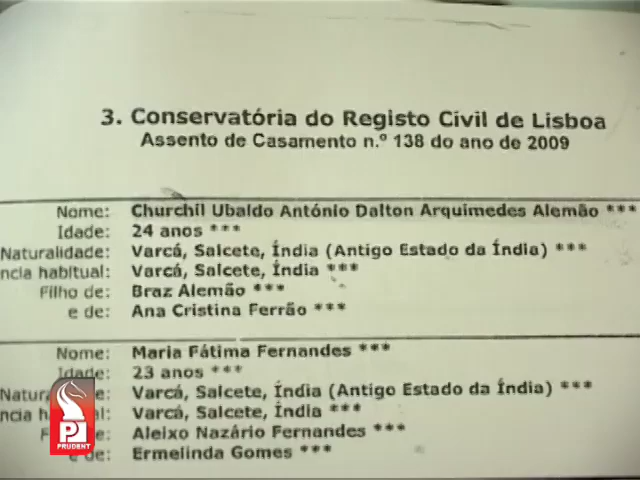 3. Conservatória do Registo Civil de Lisboa
Assento de Casamento n.º 138 do ano de 2009
Nome: Churchil Ubaldo António Dalton Arquimedes Alemão ***
Idade: 24 anos ***
Naturalidade: Varcá, Salcete, Índia (Antigo Estado da Índia) ***
ncia habitual: Varcá, Salcete, Índia ***
Filho de: Braz Alemão ***
e de: Ana Cristina Ferrão ***
Nome: Maria Fátima Fernandes ***
Idade: 23 anos ***
Natur e: Varcá, Salcete, Índia (Antigo Estado da Índia) ***
ncia h l: Varcá, Salcete, Índia ***
F e: Aleixo Nazário Fernandes ***
e de: Ermelinda Gomes ***
PRUDENT